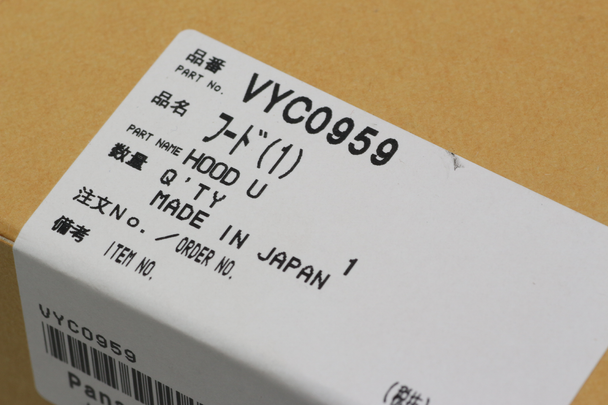 品番 VYC0959
PART No.
品名 フード(1)
PART NAME HOOD U
数量 Q'TY 1
MADE IN JAPAN
注文No. / ORDER NO.
備考 ITEM NO.
VYC0959